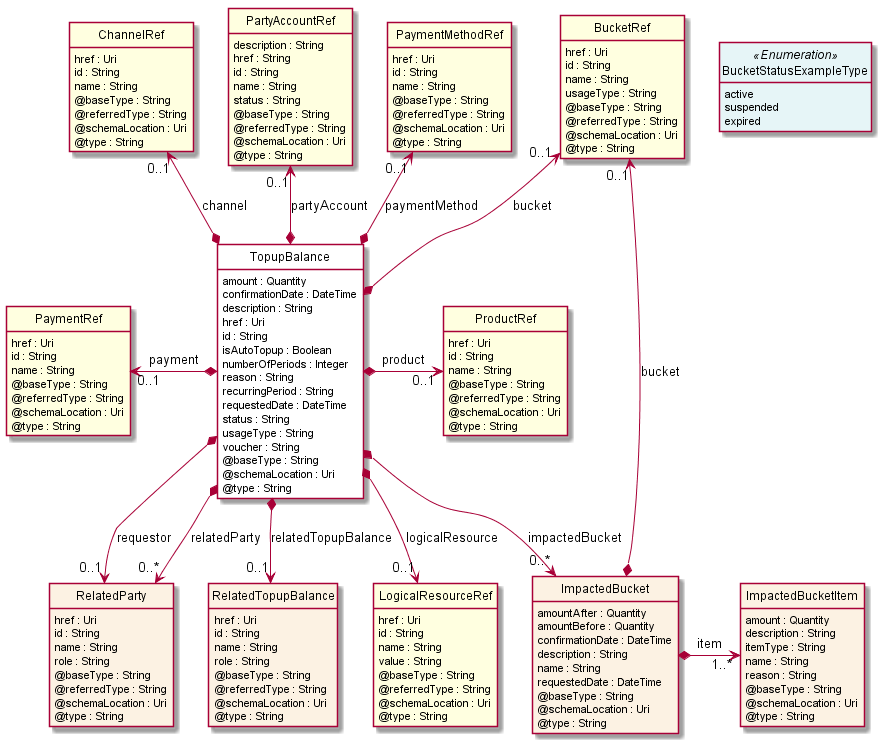 ChannelRef
href : Uri
id : String
name : String
@baseType : String
@referredType : String
@schemaLocation : Uri
@type : String
PartyAccountRef
description : String
href : String
id : String
name : String
status : String
@baseType : String
@referredType : String
@schemaLocation : Uri
@type : String
PaymentMethodRef
href : Uri
id : String
name : String
@baseType : String
@referredType : String
@schemaLocation : Uri
@type : String
BucketRef
href : Uri
id : String
name : String
usageType : String
@baseType : String
@referredType : String
@schemaLocation : Uri
@type : String
«Enumeration»
BucketStatusExampleType
active
suspended
expired
0..1
channel
0..1
partyAccount
0..1
paymentMethod
0..1
bucket
0..1
bucket
TopupBalance
amount : Quantity
confirmationDate : DateTime
description : String
href : Uri
id : String
isAutoTopup : Boolean
numberOfPeriods : Integer
reason : String
recurringPeriod : String
requestedDate : DateTime
status : String
usageType : String
voucher : String
@baseType : String
@schemaLocation : Uri
@type : String
PaymentRef
href : Uri
id : String
name : String
@baseType : String
@referredType : String
@schemaLocation : Uri
@type : String
payment
0..1
product
0..1
ProductRef
href : Uri
id : String
name : String
@baseType : String
@referredType : String
@schemaLocation : Uri
@type : String
requestor
0..1
relatedParty
0..*
relatedTopupBalance
0..1
logicalResource
0..1
impactedBucket
0..*
RelatedParty
href : Uri
id : String
name : String
role : String
@baseType : String
@referredType : String
@schemaLocation : Uri
@type : String
RelatedTopupBalance
href : Uri
id : String
name : String
role : String
@baseType : String
@referredType : String
@schemaLocation : Uri
@type : String
LogicalResourceRef
href : Uri
id : String
name : String
value : String
@baseType : String
@referredType : String
@schemaLocation : Uri
@type : String
ImpactedBucket
amountAfter : Quantity
amountBefore : Quantity
confirmationDate : DateTime
description : String
name : String
requestedDate : DateTime
@baseType : String
@schemaLocation : Uri
@type : String
item
1..*
ImpactedBucketItem
amount : Quantity
description : String
itemType : String
name : String
reason : String
@baseType : String
@schemaLocation : Uri
@type : String